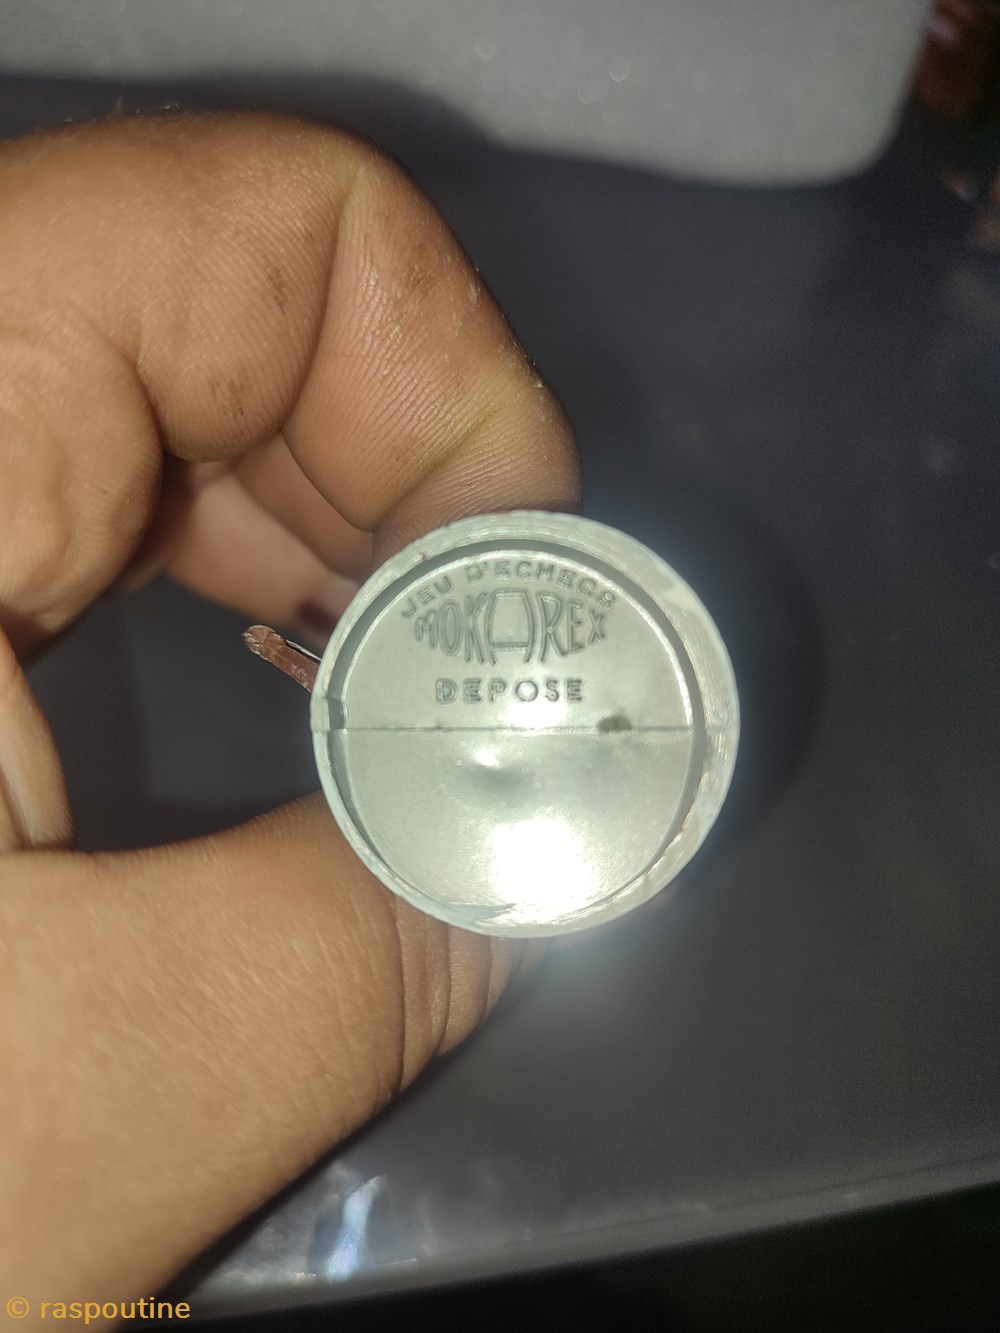 JEU D'ECHECS
MOKAREX
DEPOSE
© raspoutine